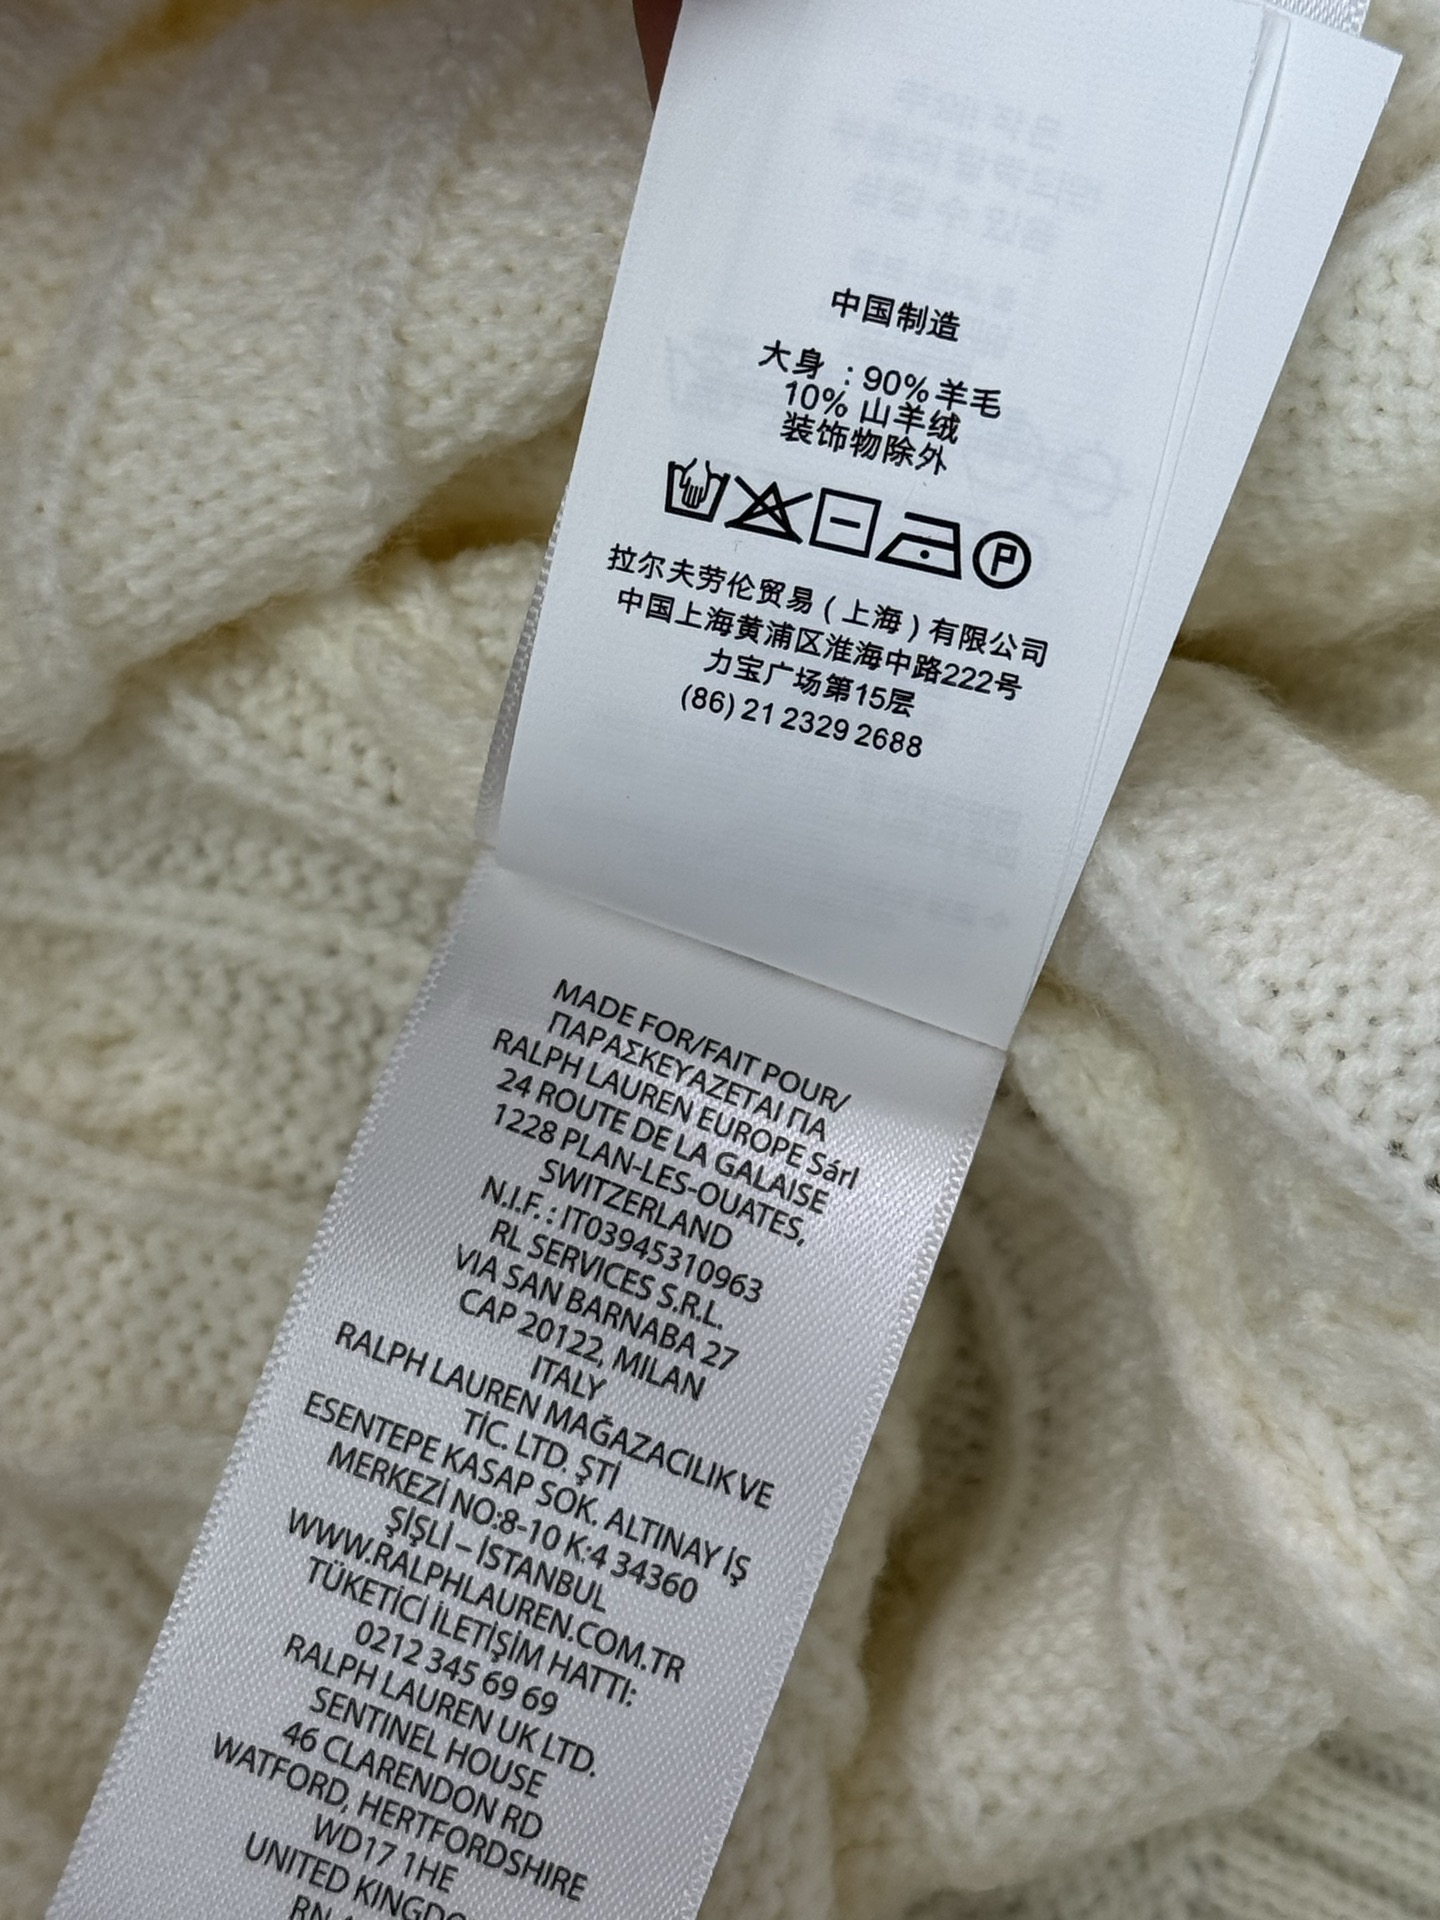 中国制造
大身 : 90% 羊毛
10% 山羊绒
装饰物除外
P
拉尔夫劳伦贸易 ( 上海 ) 有限公司
中国上海黄浦区淮海中路222号
力宝广场第15层
(86) 21 2329 2688
MADE FOR/FAIT POUR/
ΠΑΡΑΣΚΕΥΑΖΕΤΑΙ ΓΙΑ
RALPH LAUREN EUROPE Sárl
24 ROUTE DE LA GALAISE
1228 PLAN-LES-OUATES,
SWITZERLAND
N.I.F. : IT03945310963
RL SERVICES S.R.L.
VIA SAN BARNABA 27
CAP 20122, MILAN
ITALY
RALPH LAUREN MAĞAZACILIK VE
TİC. LTD. ŞTİ
ESENTEPE KASAP SOK. ALTINAY İŞ
MERKEZİ NO:8-10 K:4 34360
ŞİŞLİ – İSTANBUL
WWW.RALPHLAUREN.COM.TR
TÜKETİCİ İLETİŞİM HATTI:
0212 345 69 69
RALPH LAUREN UK LTD.
SENTINEL HOUSE
46 CLARENDON RD
WATFORD, HERTFORDSHIRE
WD17 1HE
UNITED KINGDO
RN